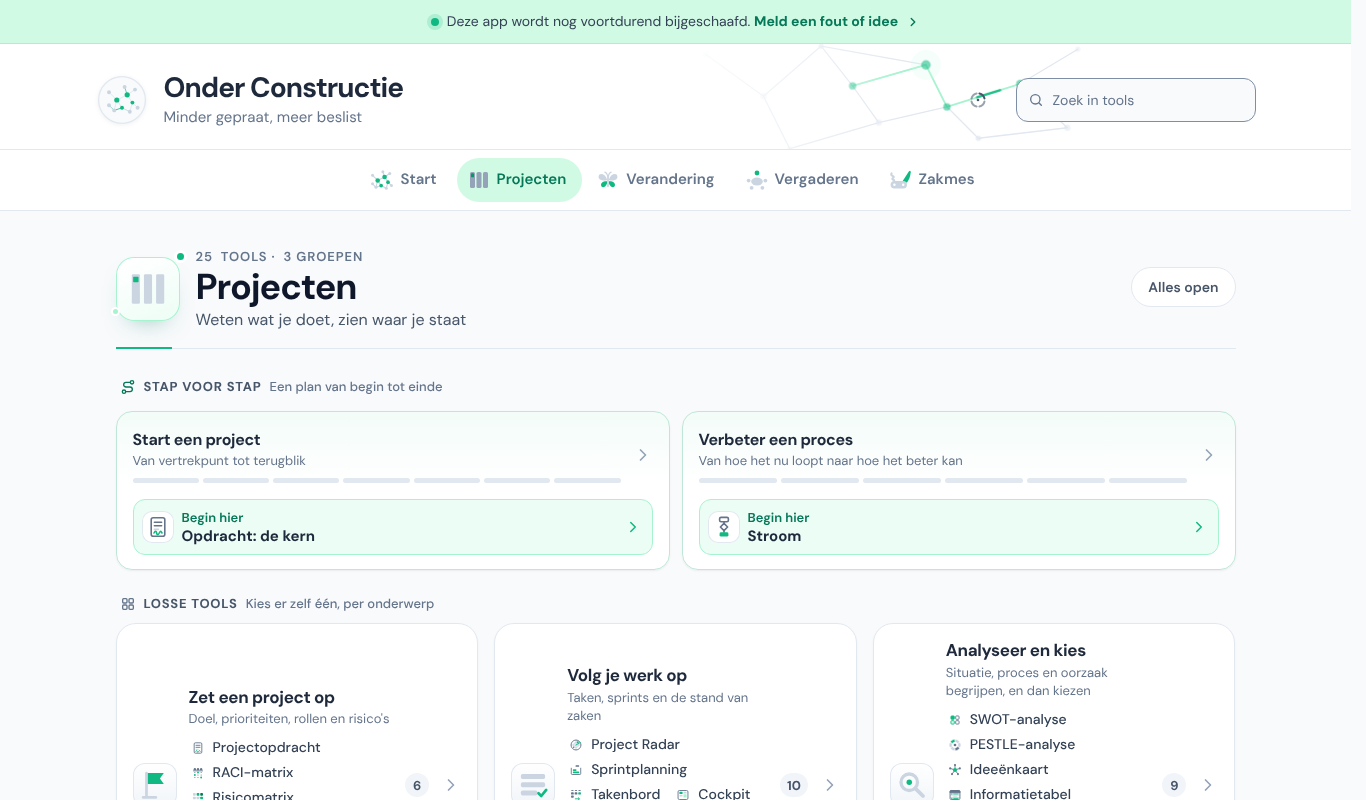 Deze app wordt nog voortdurend bijgeschaafd. Meld een fout of idee
Onder Constructie
Minder gepraat, meer beslist
Zoek in tools
Start
Projecten
Verandering
Vergaderen
Zakmes
25 TOOLS · 3 GROEPEN
Projecten
Weten wat je doet, zien waar je staat
Alles open
STAP VOOR STAP Een plan van begin tot einde
Start een project
Van vertrekpunt tot terugblik
Begin hier
Opdracht: de kern
Verbeter een proces
Van hoe het nu loopt naar hoe het beter kan
Begin hier
Stroom
LOSSE TOOLS Kies er zelf één, per onderwerp
Zet een project op
Doel, prioriteiten, rollen en risico's
Projectopdracht
RACI-matrix
Risicomatrix
6
Volg je werk op
Taken, sprints en de stand van
zaken
Project Radar
Sprintplanning
Takenbord Cockpit
10
Analyseer en kies
Situatie, proces en oorzaak
begrijpen, en dan kiezen
SWOT-analyse
PESTLE-analyse
Ideeënkaart
Informatietabel
9